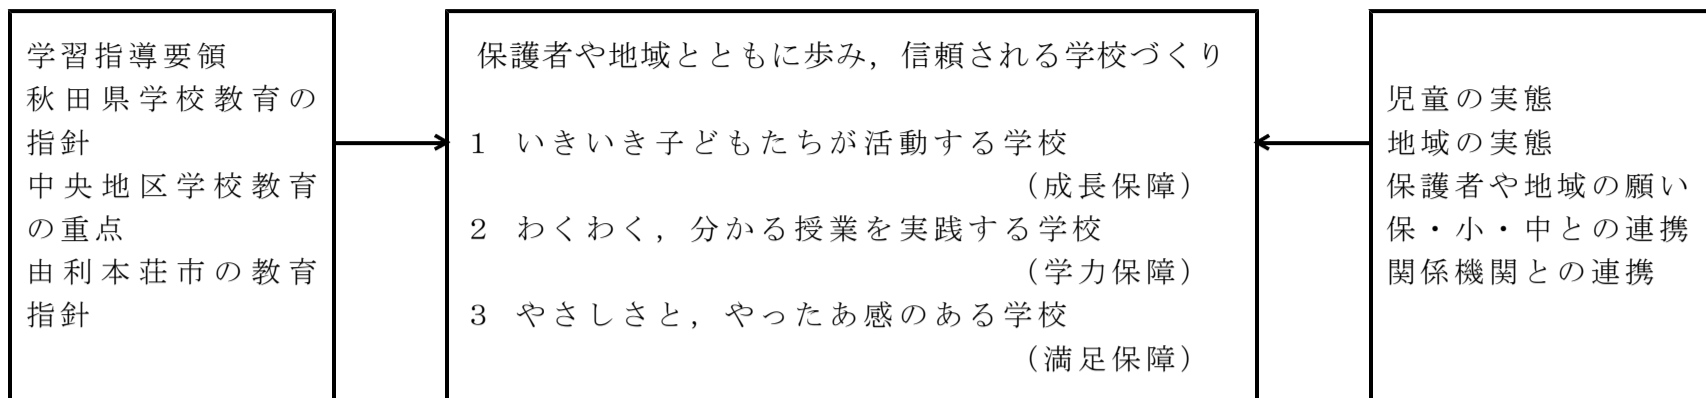 学習指導要領
秋田県学校教育の
指針
中央地区学校教育
の重点
由利本荘市の教育
指針
保護者や地域とともに歩み，信頼される学校づくり
1 いきいき子どもたちが活動する学校
（成長保障）
2 わくわく，分かる授業を実践する学校
（学力保障）
3 やさしさと，やったあ感のある学校
（満足保障）
児童の実態
地域の実態
保護者や地域の願い
保・小・中との連携
関係機関との連携